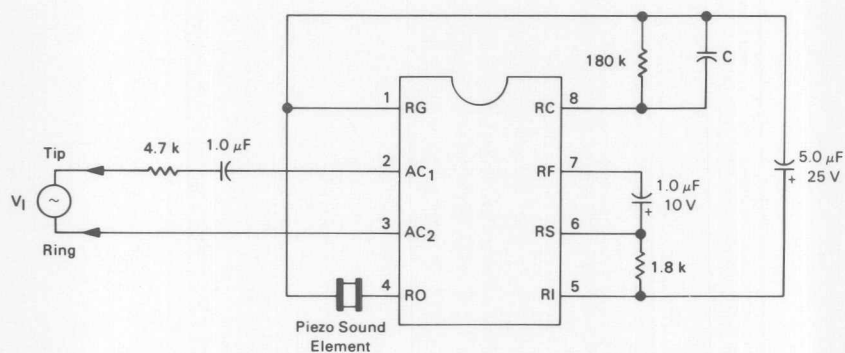 180 k
C
1
RG
RC
8
4.7 k
1.0 µF
Tip
2
AC1
RF
7
5.0 µF
25 V
+
1.0 µF
10 V
+
VI
~
3
AC2
RS
6
Ring
1.8 k
4
RO
RI
5
Piezo Sound
Element